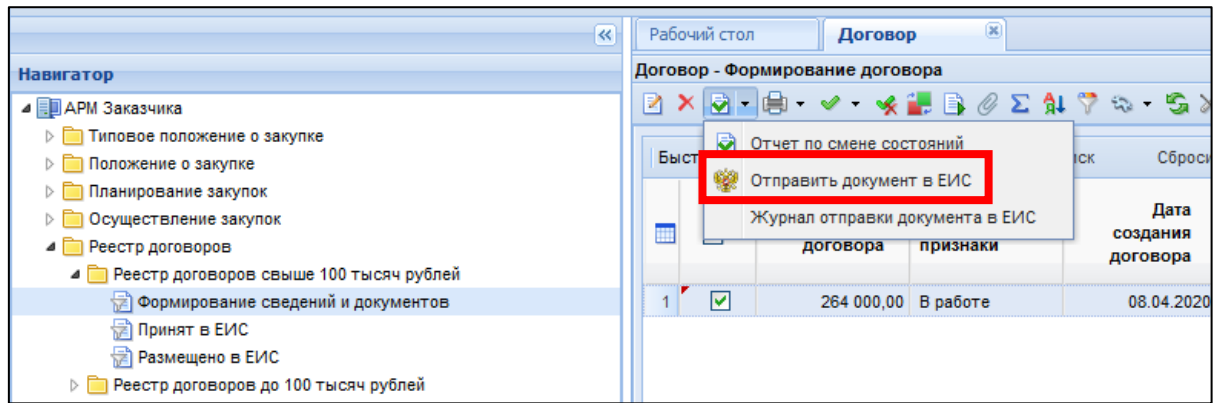 Навигатор
АРМ Заказчика
Типовое положение о закупке
Положение о закупке
Планирование закупок
Осуществление закупок
Реестр договоров
Реестр договоров свыше 100 тысяч рублей
Формирование сведений и документов
Принят в ЕИС
Размещено в ЕИС
Реестр договоров до 100 тысяч рублей
Рабочий стол
Договор
Договор - Формирование договора
Отчет по смене состояний
Отправить документ в ЕИС
Журнал отправки документа в ЕИС
Быст
ск
Сброси
договора
признаки
Дата
создания
договора
1
264 000,00
В работе
08.04.2020